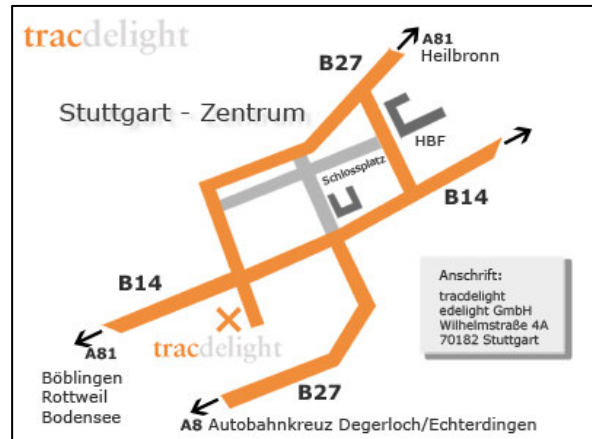 tracdelight
A81
Heilbronn
B27
Stuttgart - Zentrum
HBF
Schlossplatz
B14
B14
Anschrift:
tracdelight
edelight GmbH
Wilhelmstraße 4A
70182 Stuttgart
tracdelight
A81
Böblingen
Rottweil
Bodensee
B27
A8 Autobahnkreuz Degerloch/Echterdingen